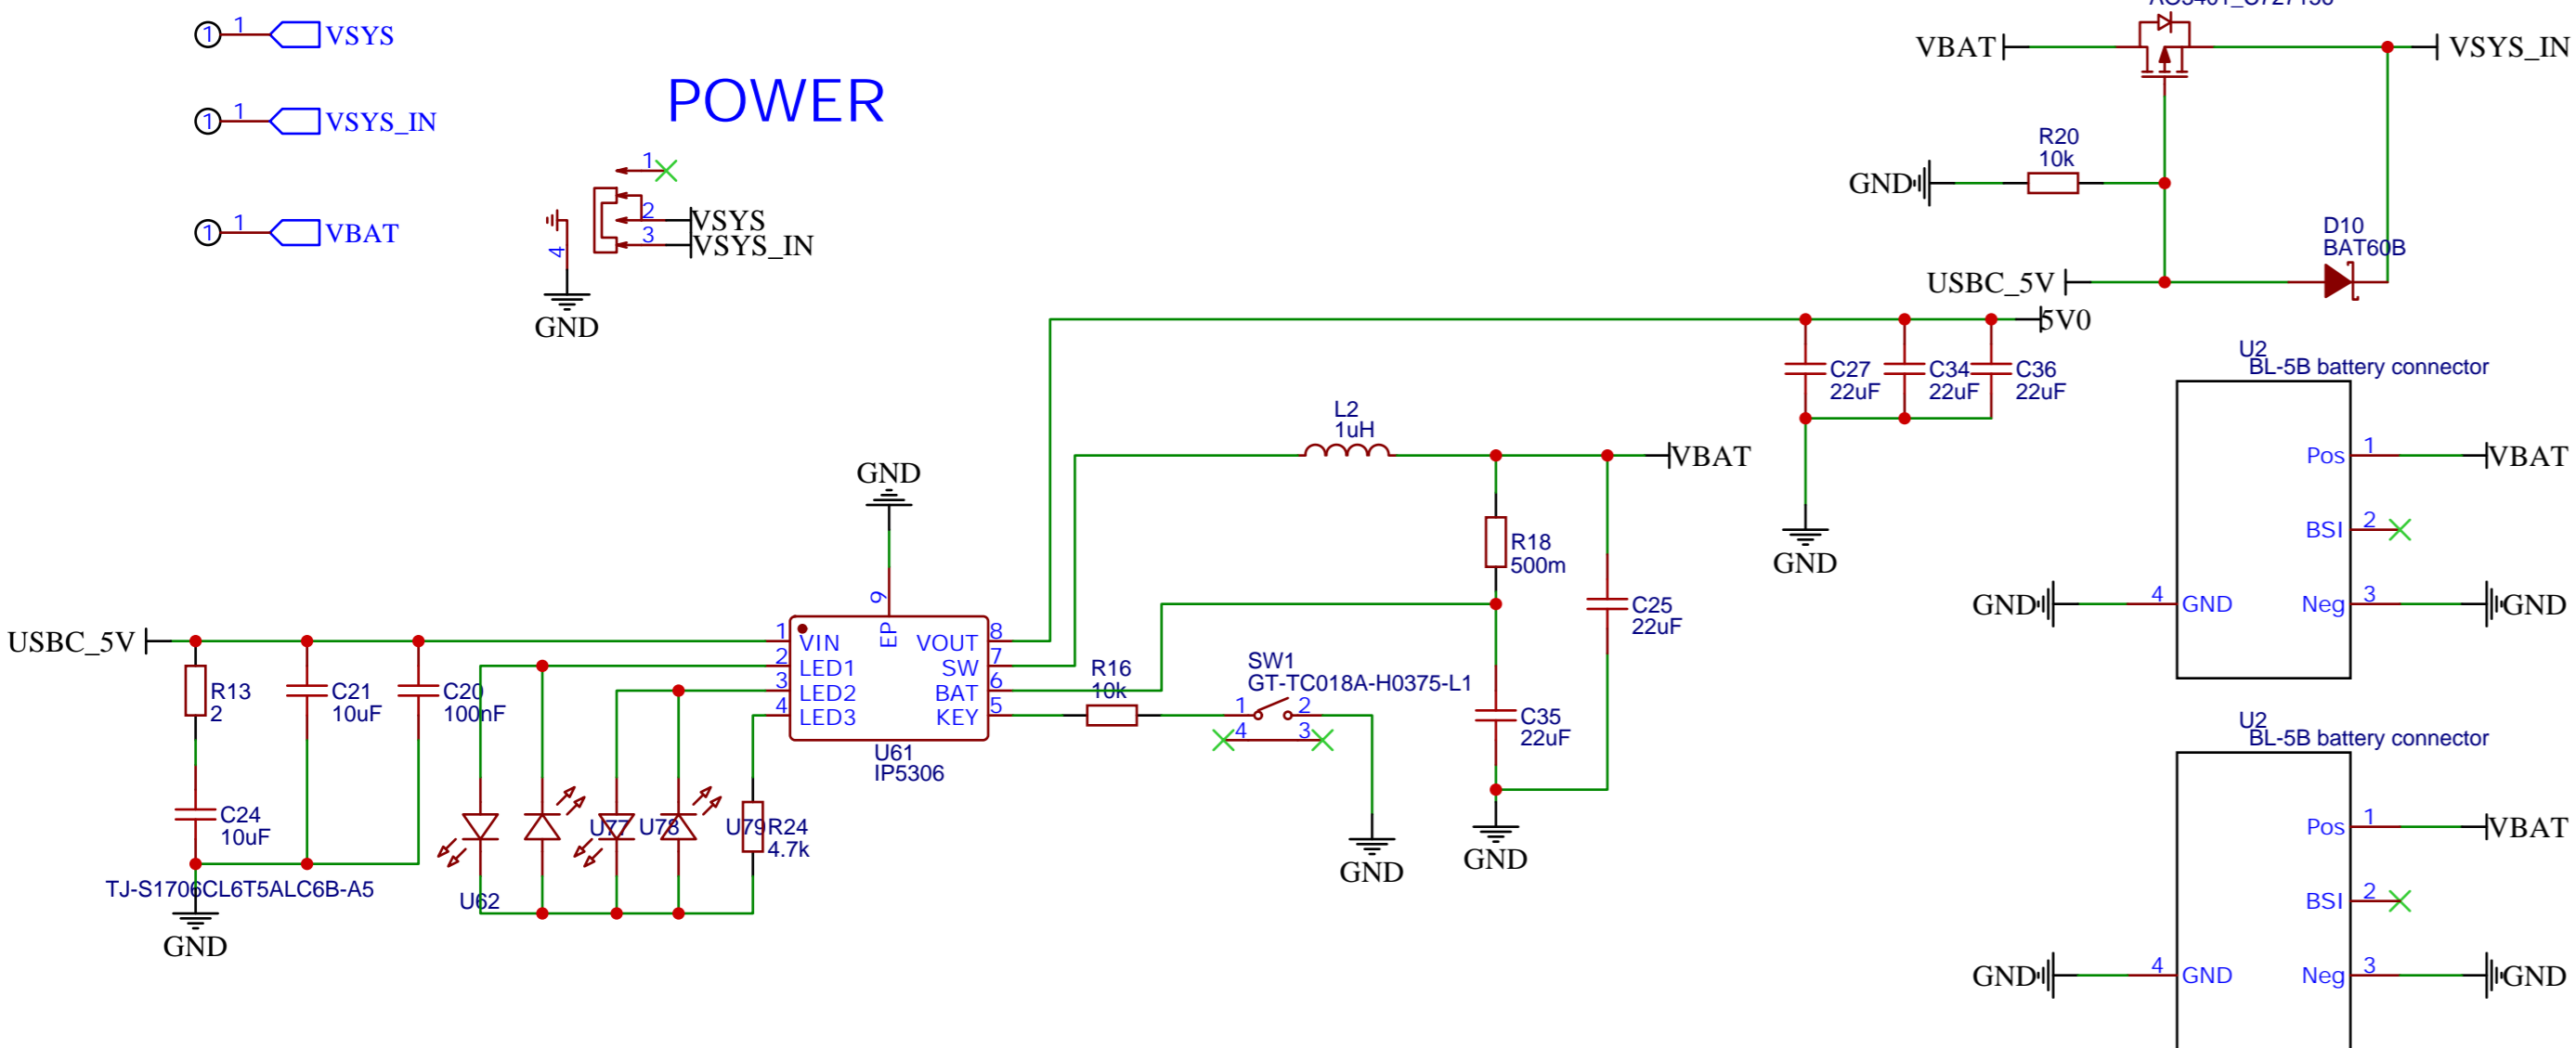 1 1 VSYS
1 1 VSYS_IN
1 1 VBAT
POWER
1
2 VSYS
3 VSYS_IN
4
GND
VBAT
VSYS_IN
R20
10k
GND
D10
BAT60B
USBC_5V
5V0
C27
22uF
C34
22uF
C36
22uF
GND
L2
1uH
VBAT
R18
500m
C25
22uF
C35
22uF
GND
GND
9
EP
USBC_5V
1 VIN
2 LED1
3 LED2
4 LED3
VOUT 8
SW 7
BAT 6
KEY 5
U61
IP5306
R16
10k
SW1
GT-TC018A-H0375-L1
1 2
4 3
GND
R13
2
C21
10uF
C20
100nF
C24
10uF
TJ-S1706CL6T5ALC6B-A5
GND
U62
U77
U78
U79
R24
4.7k
U2
BL-5B battery connector
Pos 1 VBAT
BSI 2
GND 4 GND Neg 3 GND
U2
BL-5B battery connector
Pos 1 VBAT
BSI 2
GND 4 GND Neg 3 GND